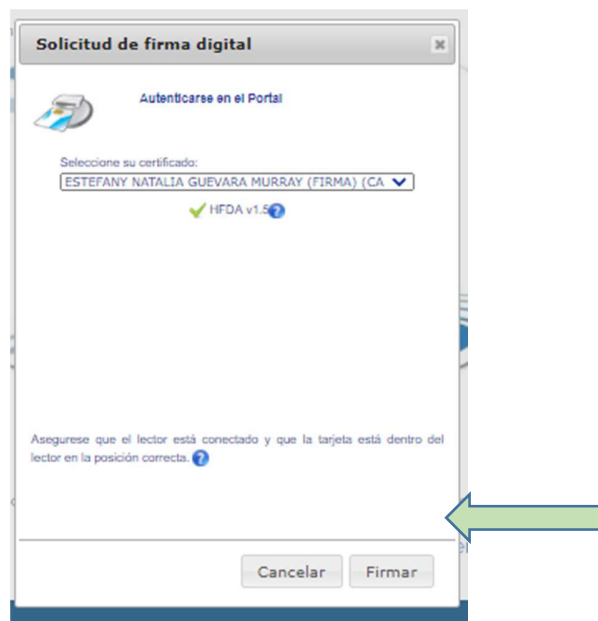 Solicitud de firma digital
Autenticarse en el Portal
Seleccione su certificado:
ESTEFANY NATALIA GUEVARA MURRAY (FIRMA) (CA
HFDA v1.5
Asegurese que el lector está conectado y que la tarjeta está dentro del
lector en la posición correcta.
Cancelar Firmar